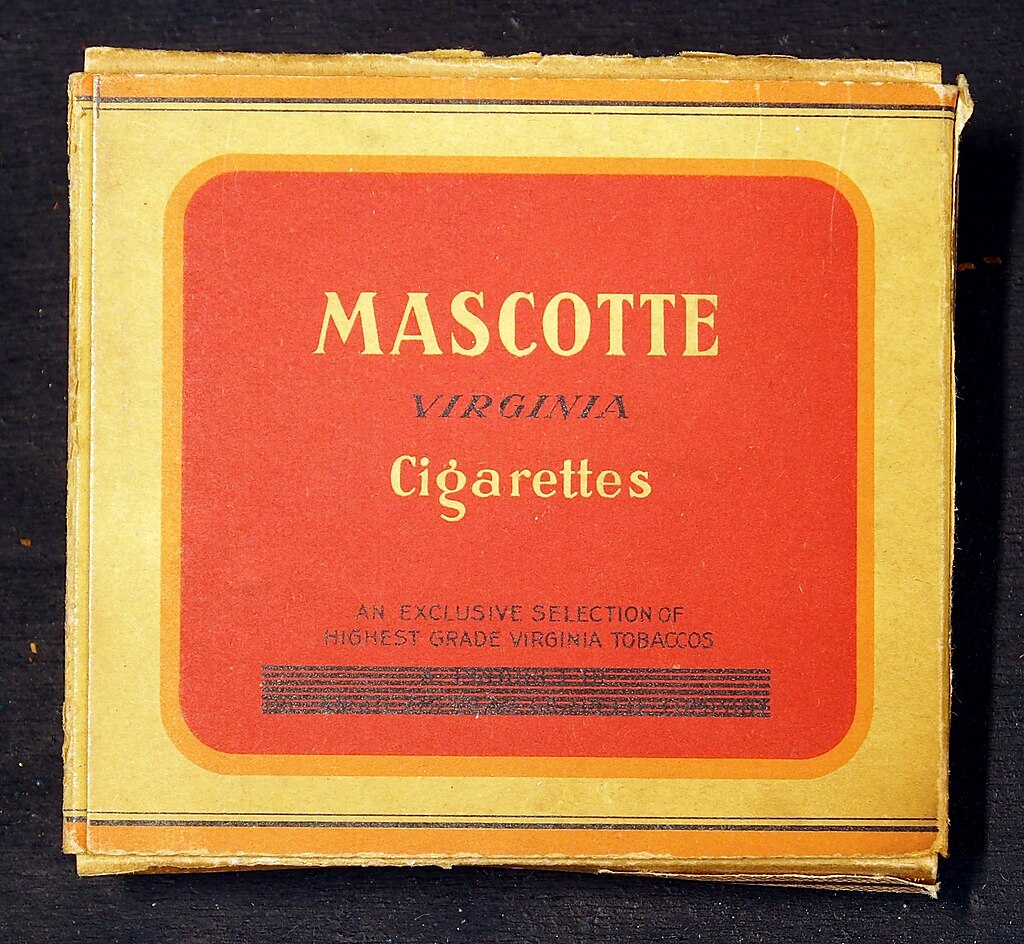 MASCOTTE
VIRGINIA
Cigarettes
AN EXCLUSIVE SELECTION OF
HIGHEST GRADE VIRGINIA TOBACCOS